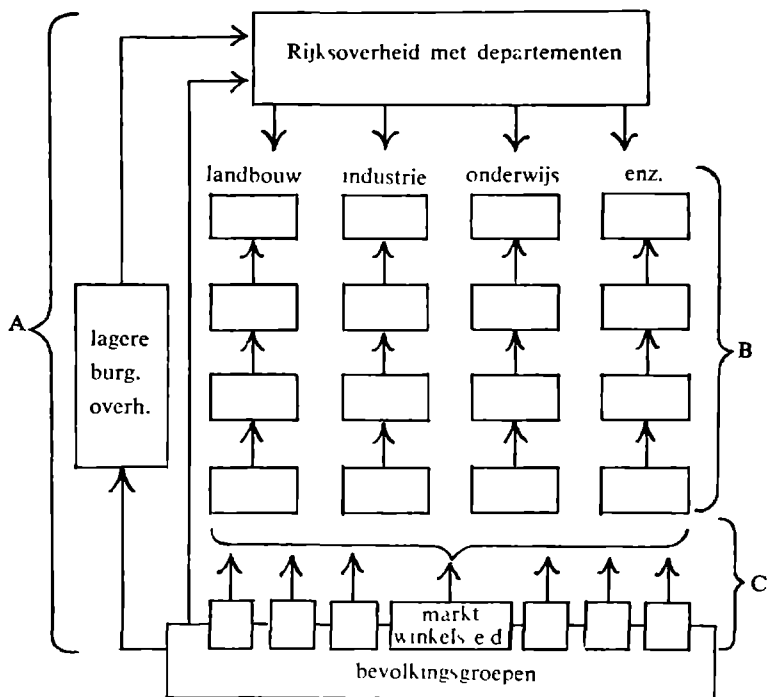 Rijksoverheid met departementen
landbouw industrie onderwijs enz.
A
B
lagere
burg.
overh.
C
markt
winkels e d
bevolkingsgroepen